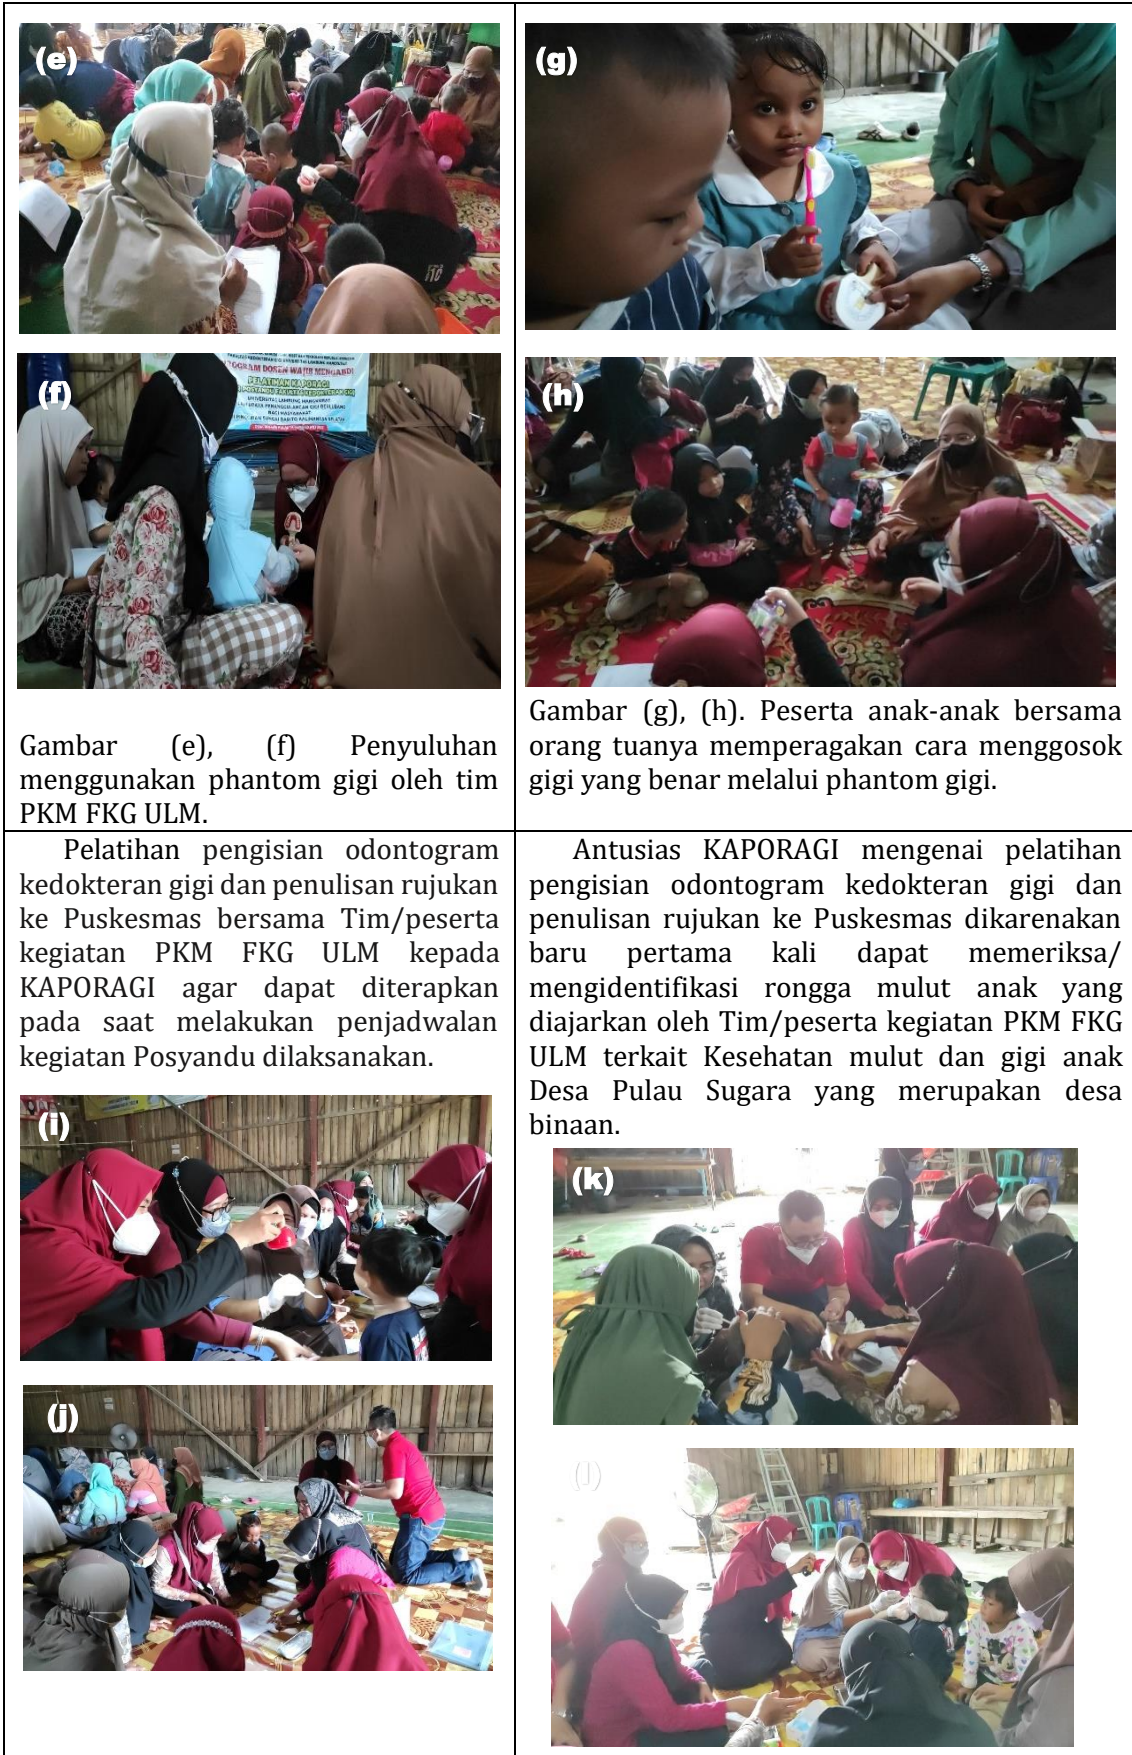 (e)
(f)
PROGRAM DOSEN WAJIB MENGABDI
PELATIHAN KAPORAGI
UNIVERSITAS LAMBUNG MANGKURAT
Gambar (e), (f) Penyuluhan
menggunakan phantom gigi oleh tim
PKM FKG ULM.
(g)
(h)
Gambar (g), (h). Peserta anak-anak bersama
orang tuanya memperagakan cara menggosok
gigi yang benar melalui phantom gigi.
Pelatihan pengisian odontogram
kedokteran gigi dan penulisan rujukan
ke Puskesmas bersama Tim/peserta
kegiatan PKM FKG ULM kepada
KAPORAGI agar dapat diterapkan
pada saat melakukan penjadwalan
kegiatan Posyandu dilaksanakan.
(i)
(j)
Antusias KAPORAGI mengenai pelatihan
pengisian odontogram kedokteran gigi dan
penulisan rujukan ke Puskesmas dikarenakan
baru pertama kali dapat memeriksa/
mengidentifikasi rongga mulut anak yang
diajarkan oleh Tim/peserta kegiatan PKM FKG
ULM terkait Kesehatan mulut dan gigi anak
Desa Pulau Sugara yang merupakan desa
binaan.
(k)
(l)